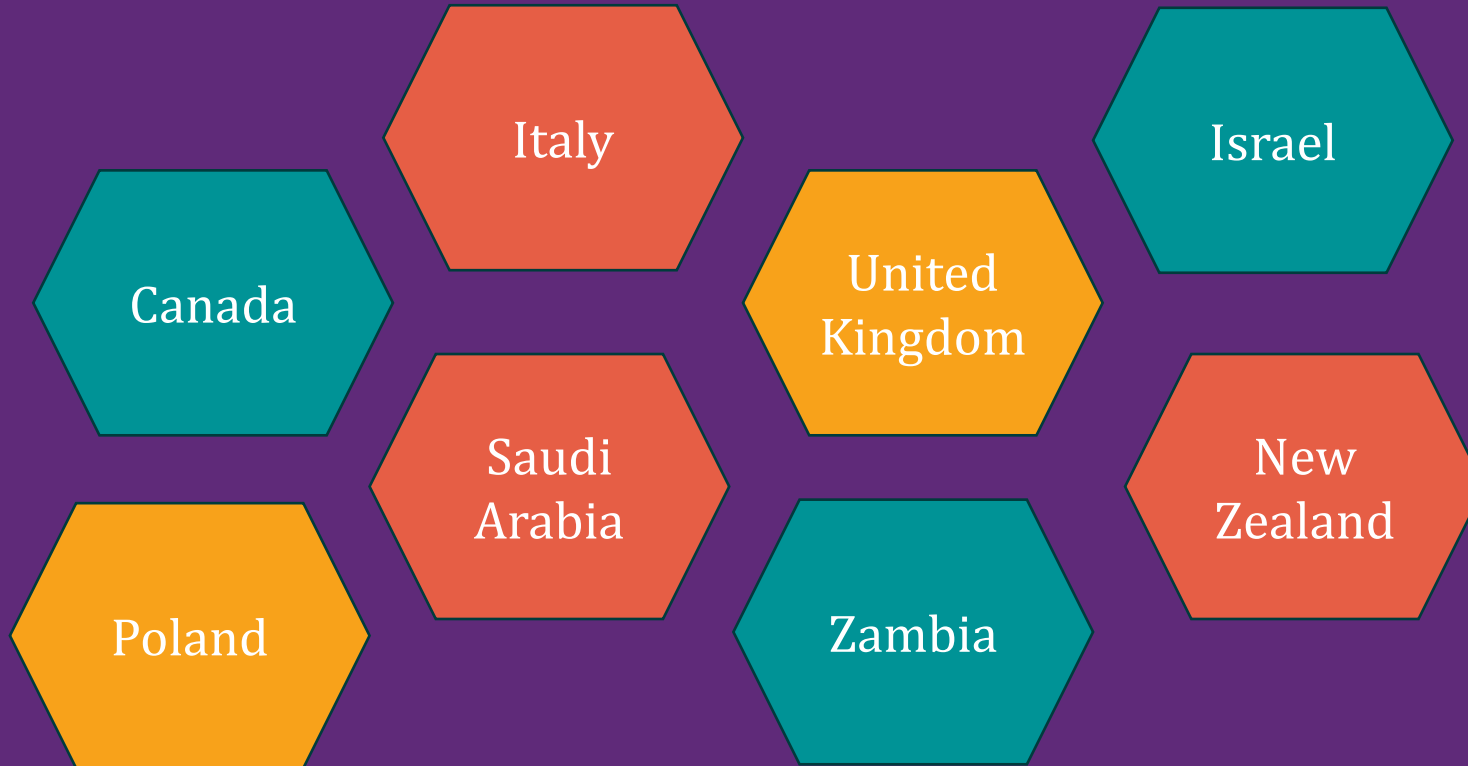 Italy
Israel
Canada
United
Kingdom
Saudi
Arabia
New
Zealand
Poland
Zambia